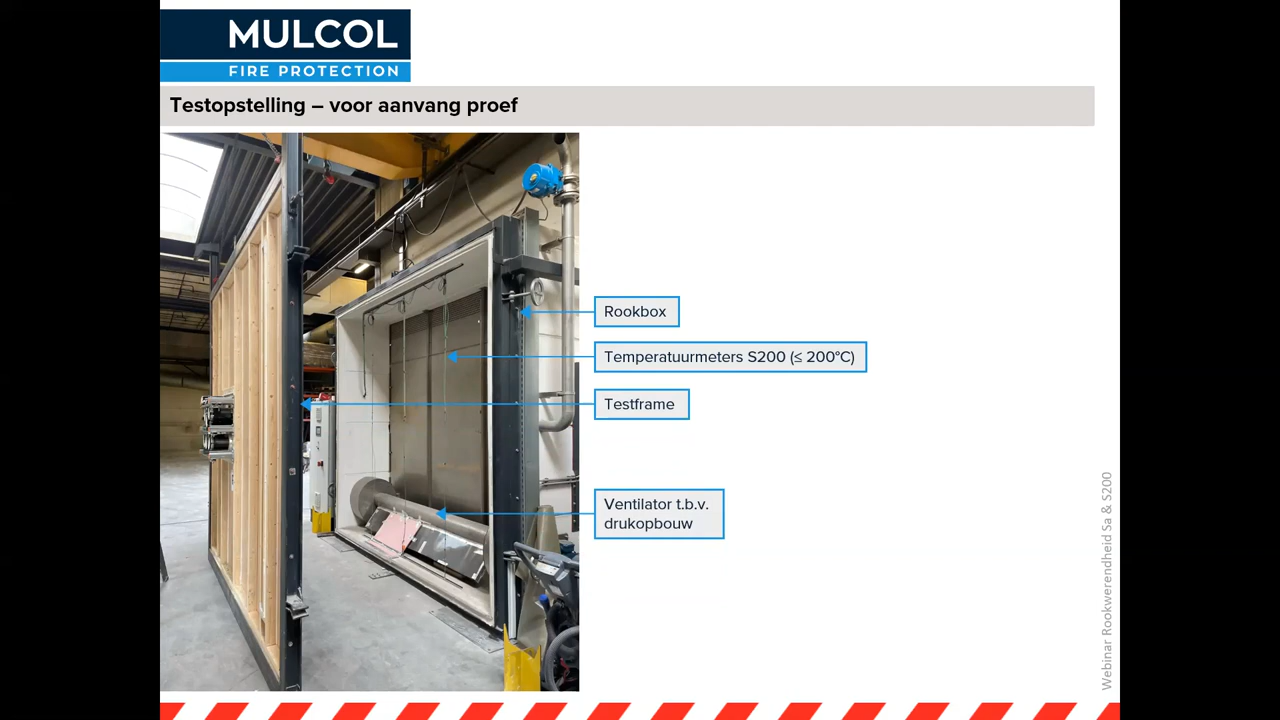 MULCOL
FIRE PROTECTION
Testopstelling – voor aanvang proef
Rookbox
Temperatuurmeters S200 (≤ 200°C)
Testframe
Ventilator t.b.v.
drukopbouw
Webinar Rookwerendheid Sa & S200